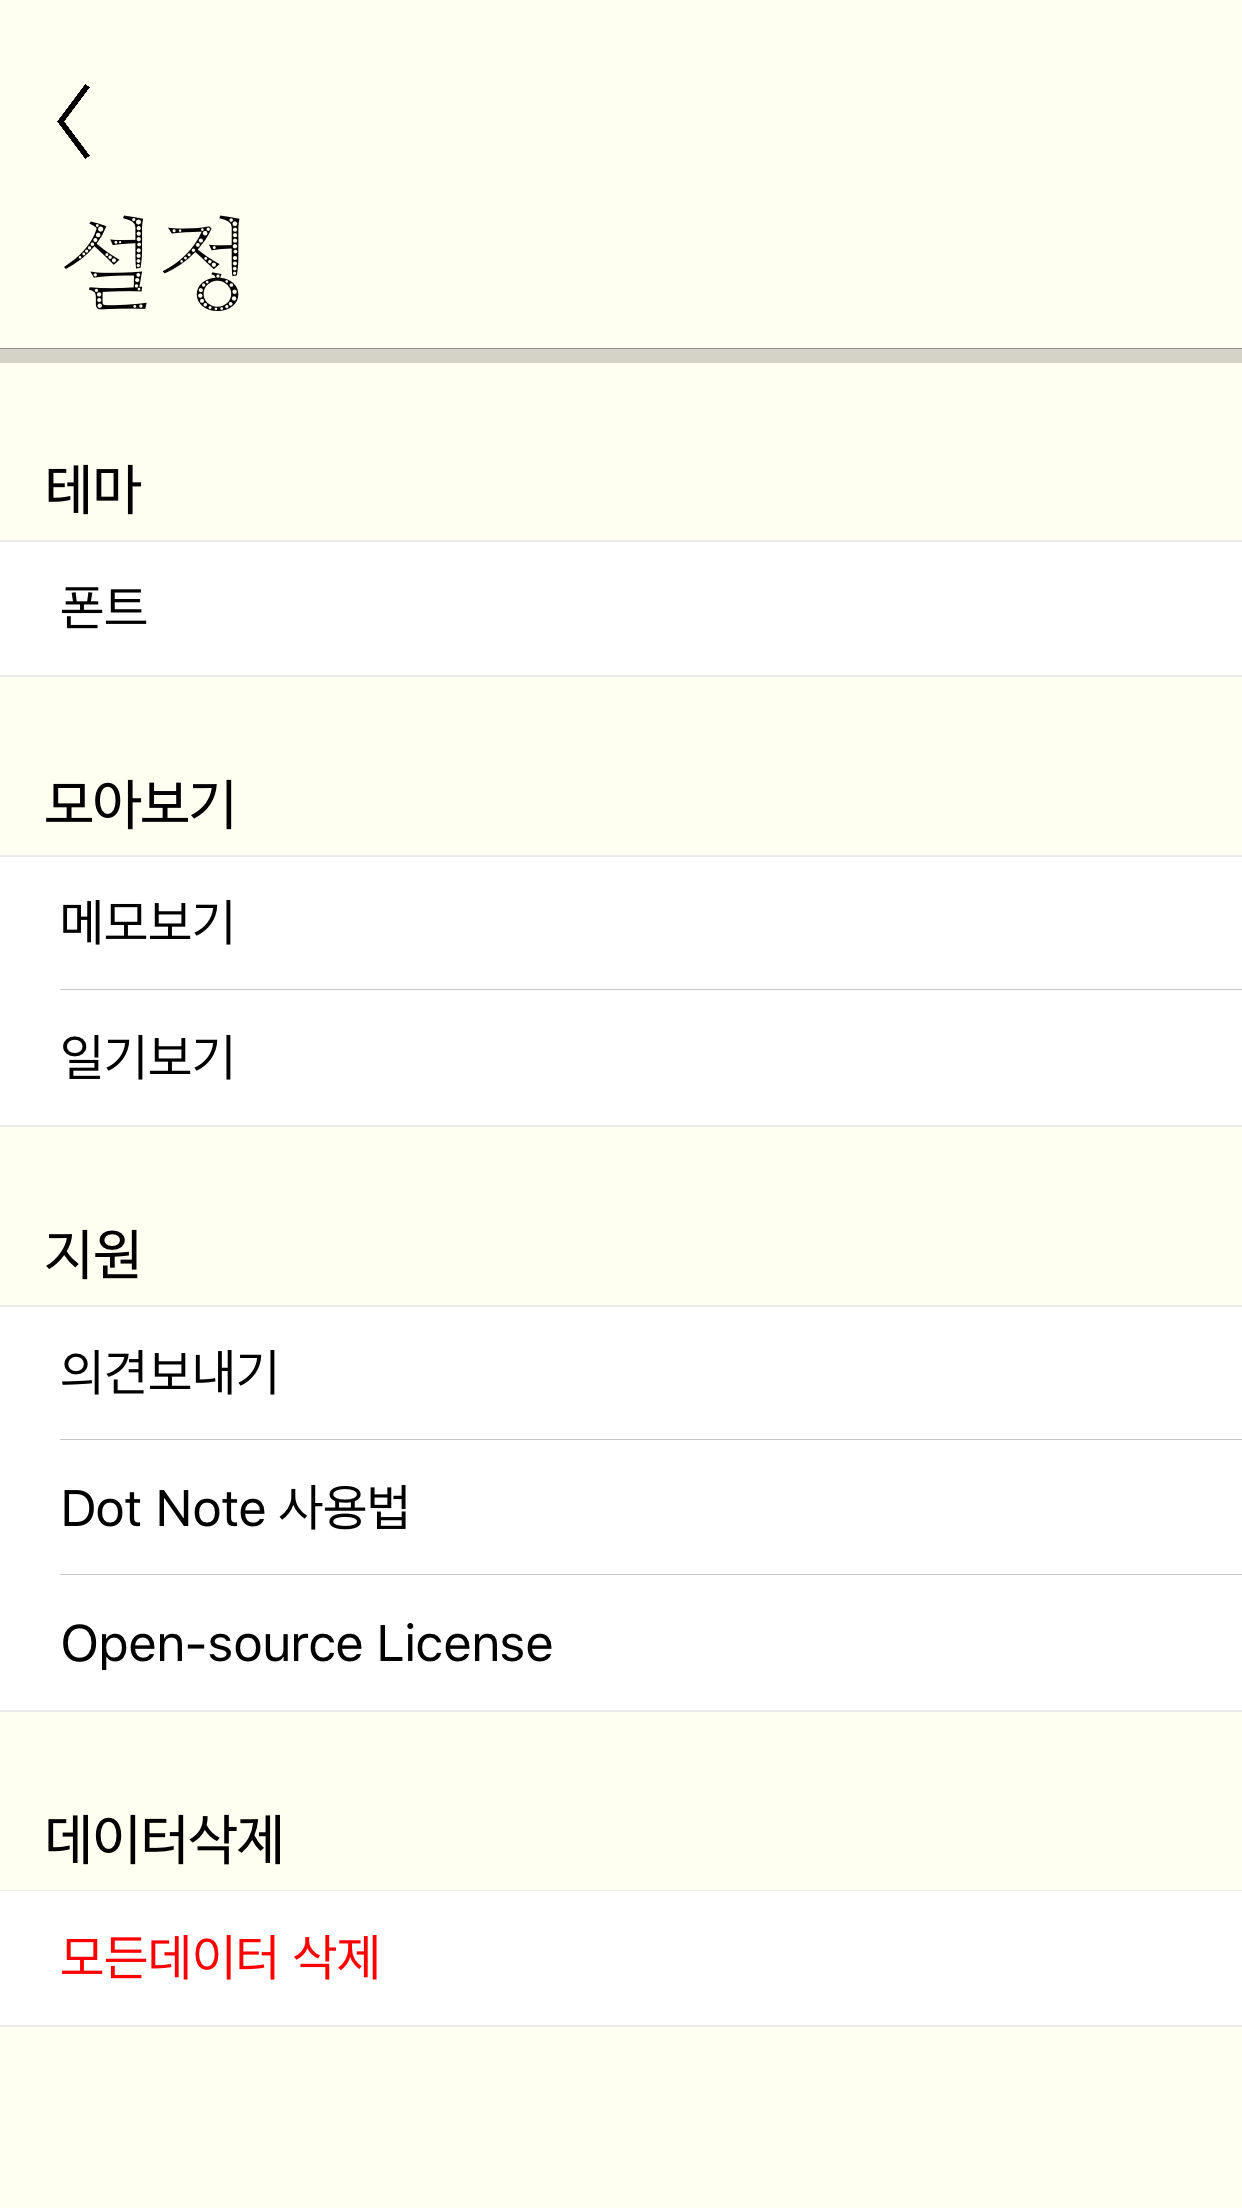 설정
테마
폰트
모아보기
메모보기
일기보기
지원
의견보내기
Dot Note 사용법
Open-source License
데이터삭제
모든데이터 삭제